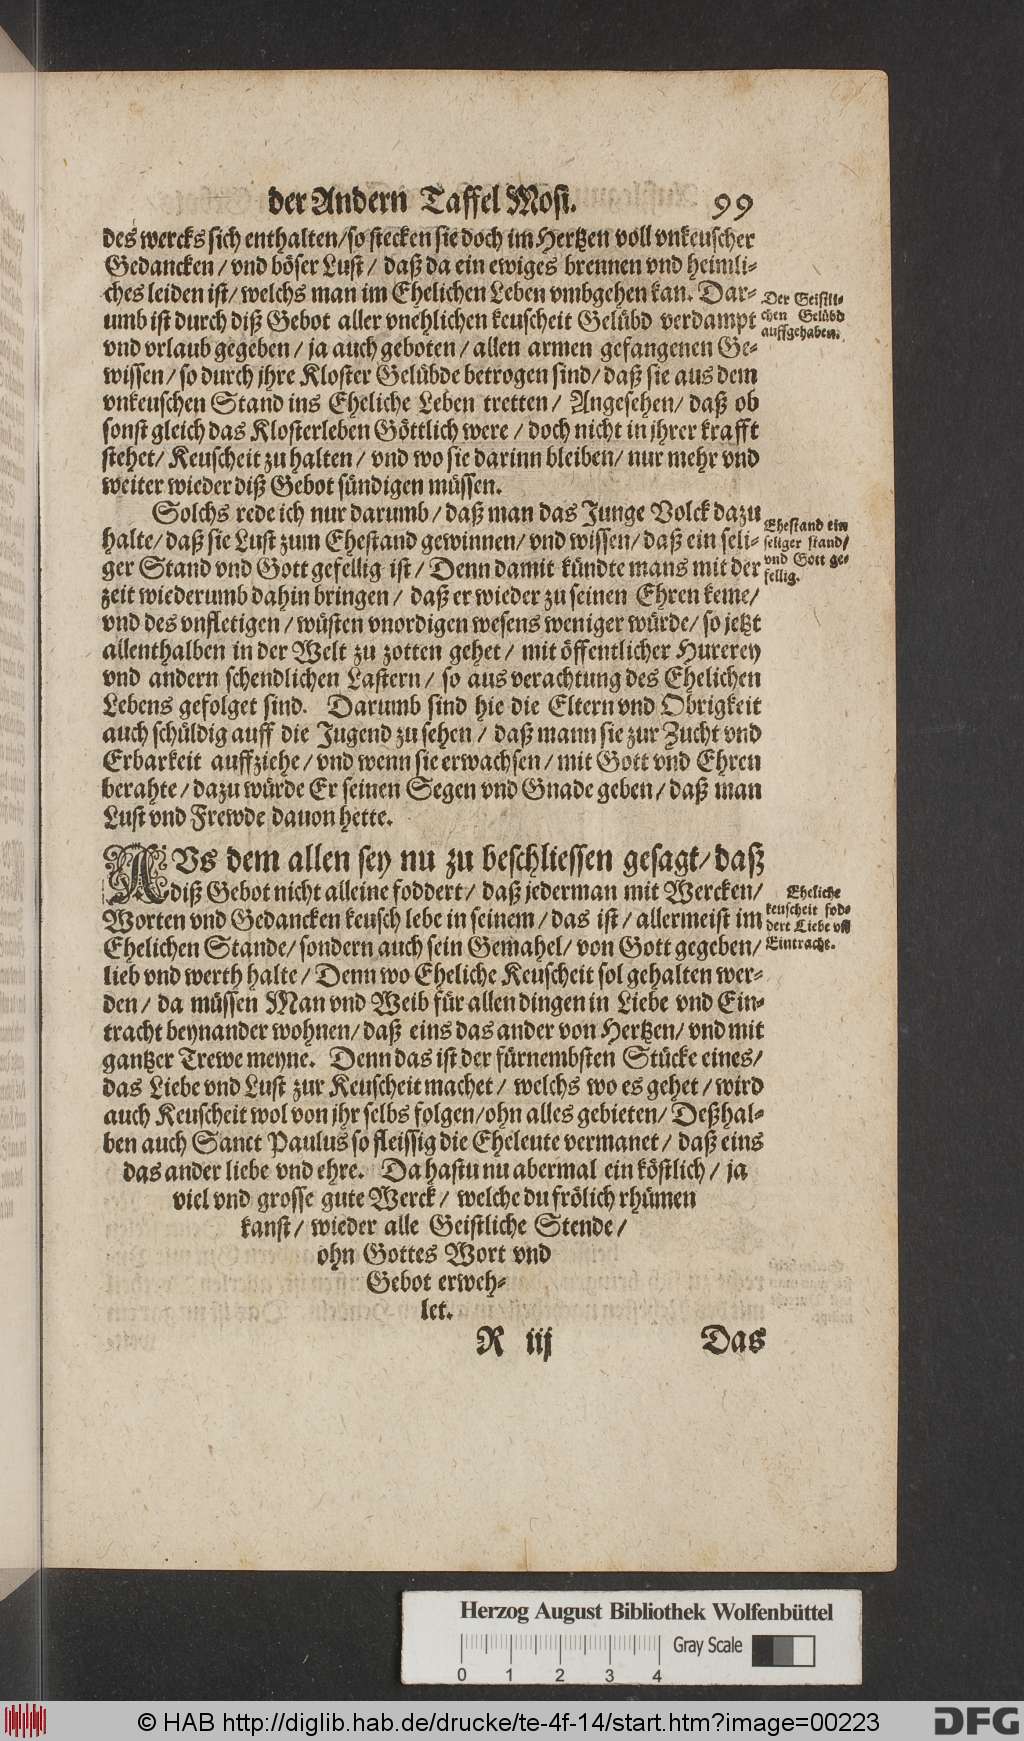 der Andern Taffel Mosi. 99
des wercks sich enthalten/so stecken sie doch im Hertzen voll vnkeuscher
Gedancken / vnd böser Lust / daß da ein ewiges brennen vnd heimli-
ches leiden ist/ welchs man im Ehelichen Leben vmbgehen kan. Dar-
umb ist durch diß Gebot aller vnehlichen keuscheit Gelübd verdampt
vnd vrlaub gegeben / ja auch geboten / allen armen gefangenen Ge-
wissen / so durch jhre Kloster Gelübde betrogen sind/ daß sie aus dem
vnkeuschen Stand ins Eheliche Leben tretten/ Angesehen/ daß ob
sonst gleich das Klosterleben Göttlich were / doch nicht in jhrer krafft
stehet/ Keuscheit zu halten / vnd wo sie darinn bleiben/ nur mehr vnd
weiter wieder diß Gebot sündigen müssen.
Der Geistli-
chen Gelübd
auffgehaben.
Solchs rede ich nur darumb/ daß man das Junge Volck dazu
halte/ daß sie Lust zum Ehestand gewinnen/ vnd wissen/ daß ein seli-
ger Stand vnd Gott gefellig ist/ Denn damit kündte mans mit der
zeit wiederumb dahin bringen / daß er wieder zu seinen Ehren keme/
vnd des vnfletigen / wüsten vnordigen wesens weniger würde/ so jetzt
allenthalben in der Welt zu zotten gehet/ mit öffentlicher Hurerey
vnd andern schendlichen Lastern/ so aus verachtung des Ehelichen
Lebens gefolget sind. Darumb sind hie die Eltern vnd Obrigkeit
auch schüldig auff die Jugend zu sehen / daß mann sie zur Zucht vnd
Erbarkeit auffziehe/ vnd wenn sie erwachsen/ mit Gott vnd Ehren
berahte/ dazu würde Er seinen Segen vnd Gnade geben/ daß man
Lust vnd Frewde dauon hette.
Ehestand ein
seliger stand/
vnd Gott ge-
fellig.
AVs dem allen sey nu zu beschliessen gesagt/ daß
diß Gebot nicht alleine foddert/ daß jederman mit Wercken/
Worten vnd Gedancken keusch lebe in seinem/ das ist/ allermeist im
Ehelichen Stande/ sondern auch sein Gemahel/ von Gott gegeben/
lieb vnd werth halte/ Denn wo Eheliche Keuscheit sol gehalten wer-
den/ da müssen Man vnd Weib für allen dingen in Liebe vnd Ein-
tracht beynander wohnen/ daß eins das ander von Hertzen/ vnd mit
gantzer Trewe meyne. Denn das ist der fürnembsten Stücke eines/
das Liebe vnd Lust zur Keuscheit machet/ welchs wo es gehet/ wird
auch Keuscheit wol von jhr selbs folgen/ohn alles gebieten/ Deßhal-
ben auch Sanct Paulus so fleissig die Eheleute vermanet/ daß eins
das ander liebe vnd ehre. Da hastu nu abermal ein köstlich/ ja
viel vnd grosse gute Werck/ welche du frölich rhümen
kanst/ wieder alle Geistliche Stende/
ohn Gottes Wort vnd
Gebot erweh-
let.
Eheliche
keuscheit fod-
dert Liebe vñ
Eintracht.
R iij Das
Herzog August Bibliothek Wolfenbüttel
Gray Scale
0 1 2 3 4
© HAB http://diglib.hab.de/drucke/te-4f-14/start.htm?image=00223 DFG